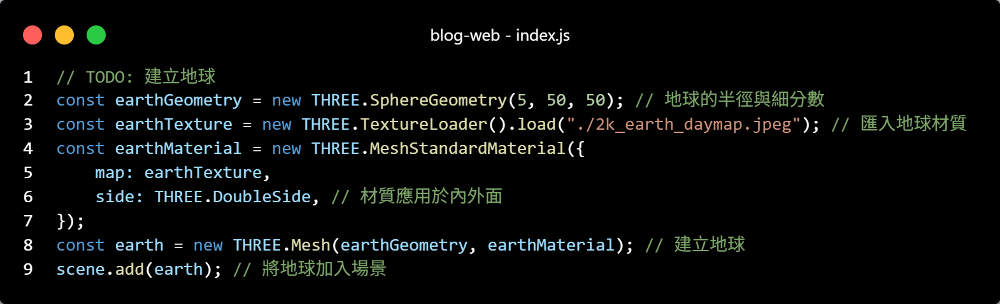 blog-web - index.js
1 // TODO: 建立地球
2 const earthGeometry = new THREE.SphereGeometry(5, 50, 50); // 地球的半徑與細分數
3 const earthTexture = new THREE.TextureLoader().load("./2k_earth_daymap.jpeg"); // 匯入地球材質
4 const earthMaterial = new THREE.MeshStandardMaterial({
5     map: earthTexture,
6     side: THREE.DoubleSide, // 材質應用於內外面
7 });
8 const earth = new THREE.Mesh(earthGeometry, earthMaterial); // 建立地球
9 scene.add(earth); // 將地球加入場景